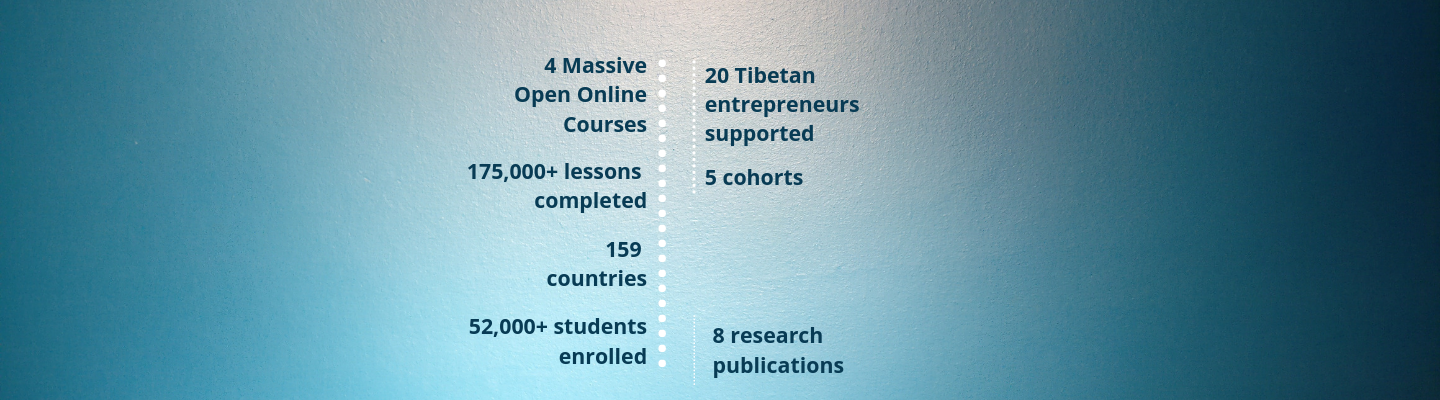 4 Massive
Open Online
Courses
175,000+ lessons
completed
159
countries
52,000+ students
enrolled
20 Tibetan
entrepreneurs
supported
5 cohorts
8 research
publications